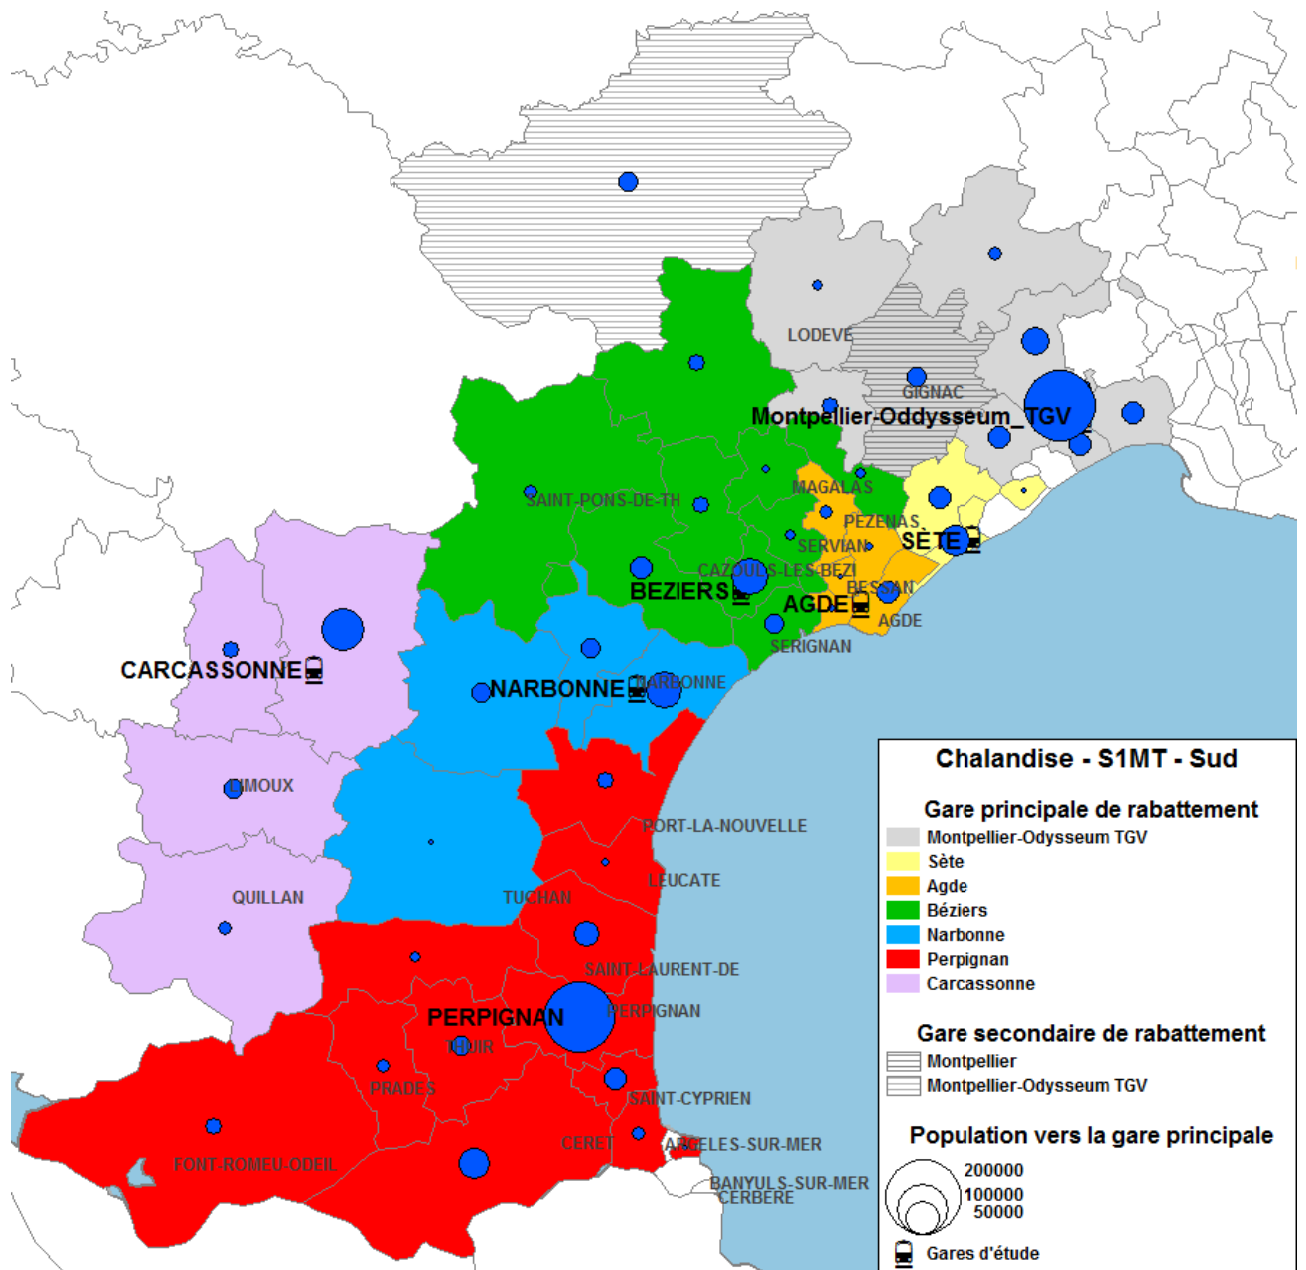 LODEVE
GIGNAC
Montpellier-Oddysseum_TGV
MAGALAS
SAINT-PONS-DE-TH
PEZENAS
SÈTE
SERVIAN
CAZOULS-LES-BÉZI
BEZIERS
BESSAN
AGDE
AGDE
SERIGNAN
CARCASSONNE
NARBONNE
NARBONNE
LIMOUX
PORT-LA-NOUVELLE
LEUCATE
QUILLAN
TUCHAN
SAINT-LAURENT-DE
PERPIGNAN
PERPIGNAN
THUIR
PRADES
SAINT-CYPRIEN
CERET
ARGELES-SUR-MER
FONT-ROMEU-ODEIL
BANYULS-SUR-MER
CERBERE
Chalandise - S1MT - Sud
Gare principale de rabattement
Montpellier-Odysseum TGV
Sète
Agde
Béziers
Narbonne
Perpignan
Carcassonne
Gare secondaire de rabattement
Montpellier
Montpellier-Odysseum TGV
Population vers la gare principale
200000
100000
50000
Gares d'étude